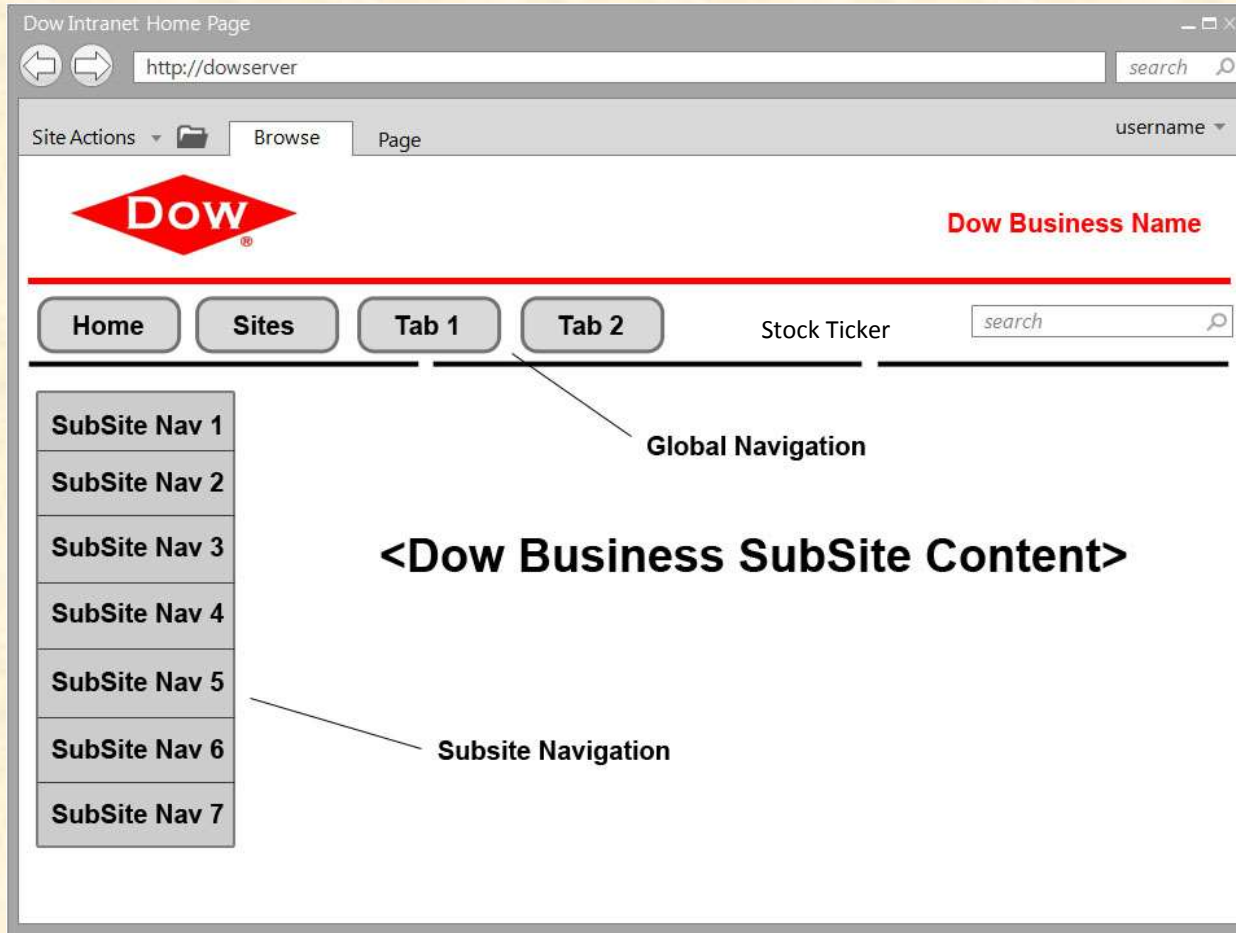 Dow Intranet Home Page
http://dowserver
search
Site Actions
Browse
Page
username
Dow®
Dow Business Name
Home
Sites
Tab 1
Tab 2
Stock Ticker
search
SubSite Nav 1
Global Navigation
SubSite Nav 2
SubSite Nav 3
<Dow Business SubSite Content>
SubSite Nav 4
SubSite Nav 5
SubSite Nav 6
Subsite Navigation
SubSite Nav 7